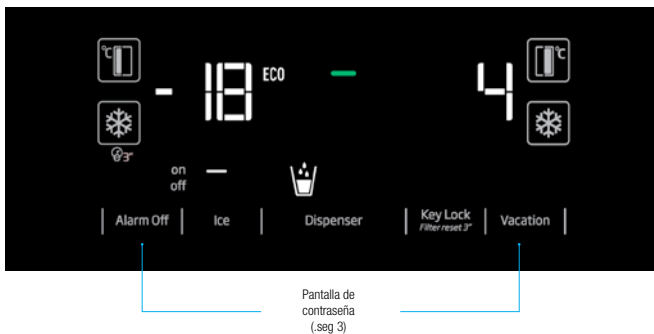 °C
°C
-18
ECO
4
3"
on
off
Alarm Off
Ice
Dispenser
Key Lock
Filter reset 3"
Vacation
Pantalla de
contraseña
(.seg 3)